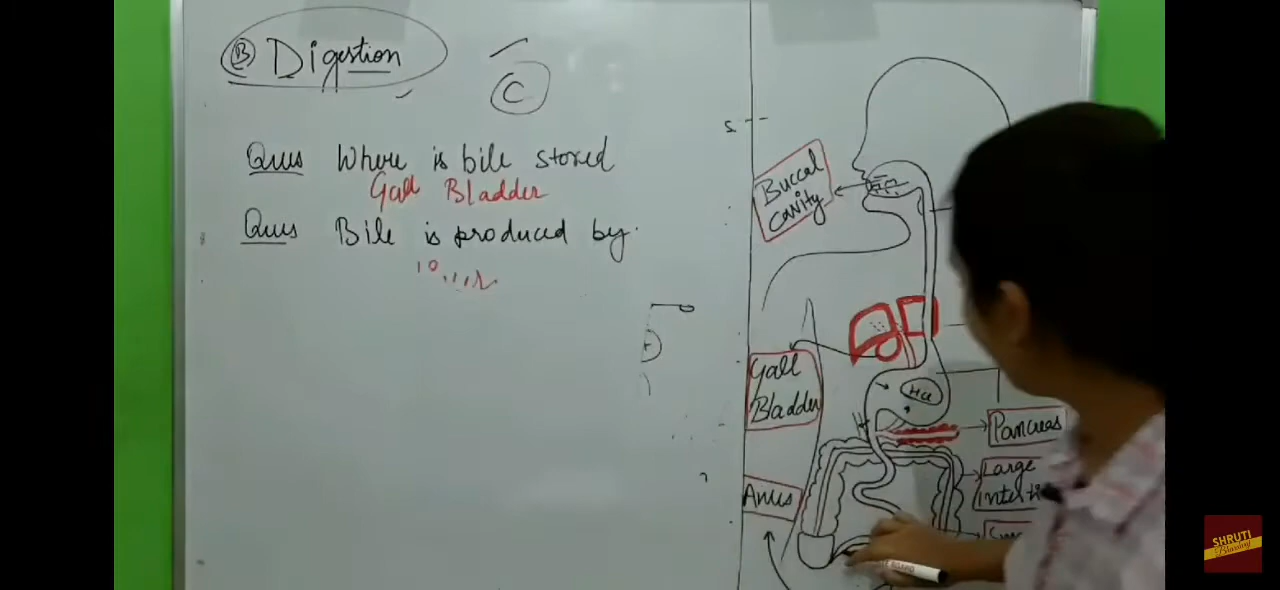 B Digestion
C
Ques Where is bile stored
Gall Bladder
Ques Bile is produced by.
Buccal
cavity
Gall
Bladder
HCl
Pancreas
Large
Anus
SHRUTI